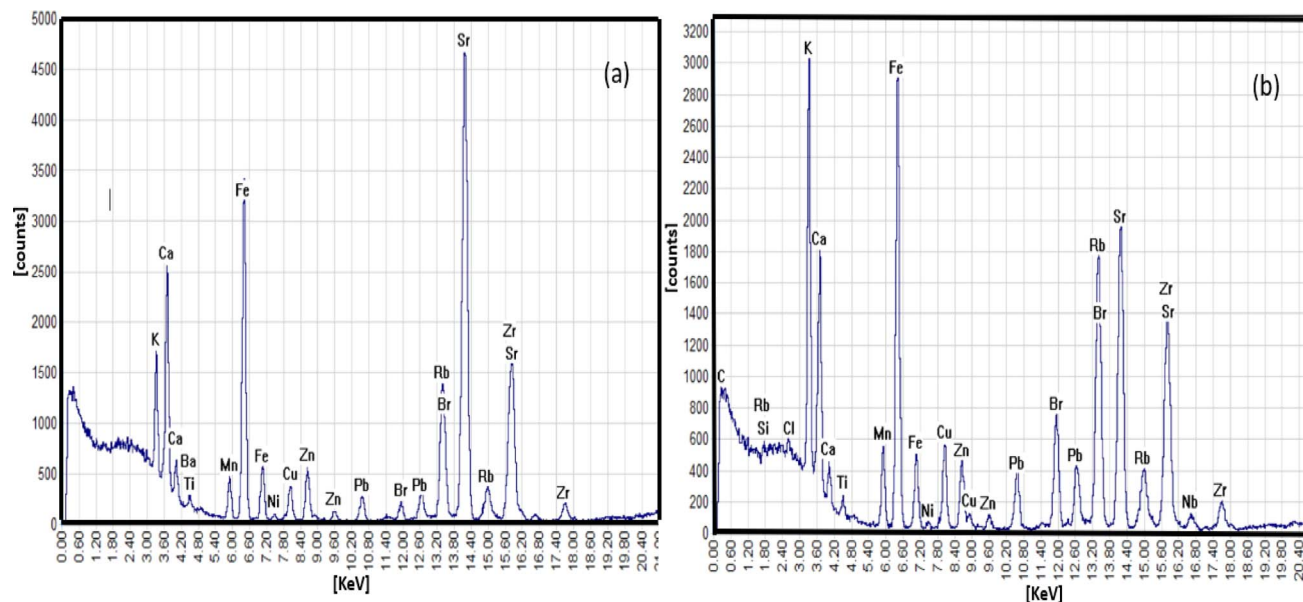 5000
4500
4000
3500
3000
2500
2000
1500
1000
500
0
[counts]
(a)
Sr
Fe
Ca
K
Zr
Sr
Rb
Br
Ca
Ba
Ti
Mn
Fe
Ni
Cu
Zn
Zn
Pb
Br
Pb
Rb
Zr
0.00 0.60 1.20 1.80 2.40 3.00 3.60 4.20 4.80 5.40 6.00 6.60 7.20 7.80 8.40 9.00 9.60 10.20 10.80 11.40 12.00 12.60 13.20 13.80 14.40 15.00 15.60 16.20 16.80 17.40 18.00 18.60 19.20 19.80 20.40
[KeV]
3200
3000
2800
2600
2400
2200
2000
1800
1600
1400
1200
1000
800
600
400
200
0
[counts]
(b)
K
Fe
Ca
Sr
Rb
Br
Zr
Sr
C
Rb
Si
Cl
Ca
Ti
Mn
Fe
Ni
Cu
Zn
Cu
Zn
Pb
Br
Pb
Rb
Nb
Zr
0.00 0.60 1.20 1.80 2.40 3.00 3.60 4.20 4.80 5.40 6.00 6.60 7.20 7.80 8.40 9.00 9.60 10.20 10.80 11.40 12.00 12.60 13.20 13.80 14.40 15.00 15.60 16.20 16.80 17.40 18.00 18.60 19.20 19.80 20.40
[KeV]